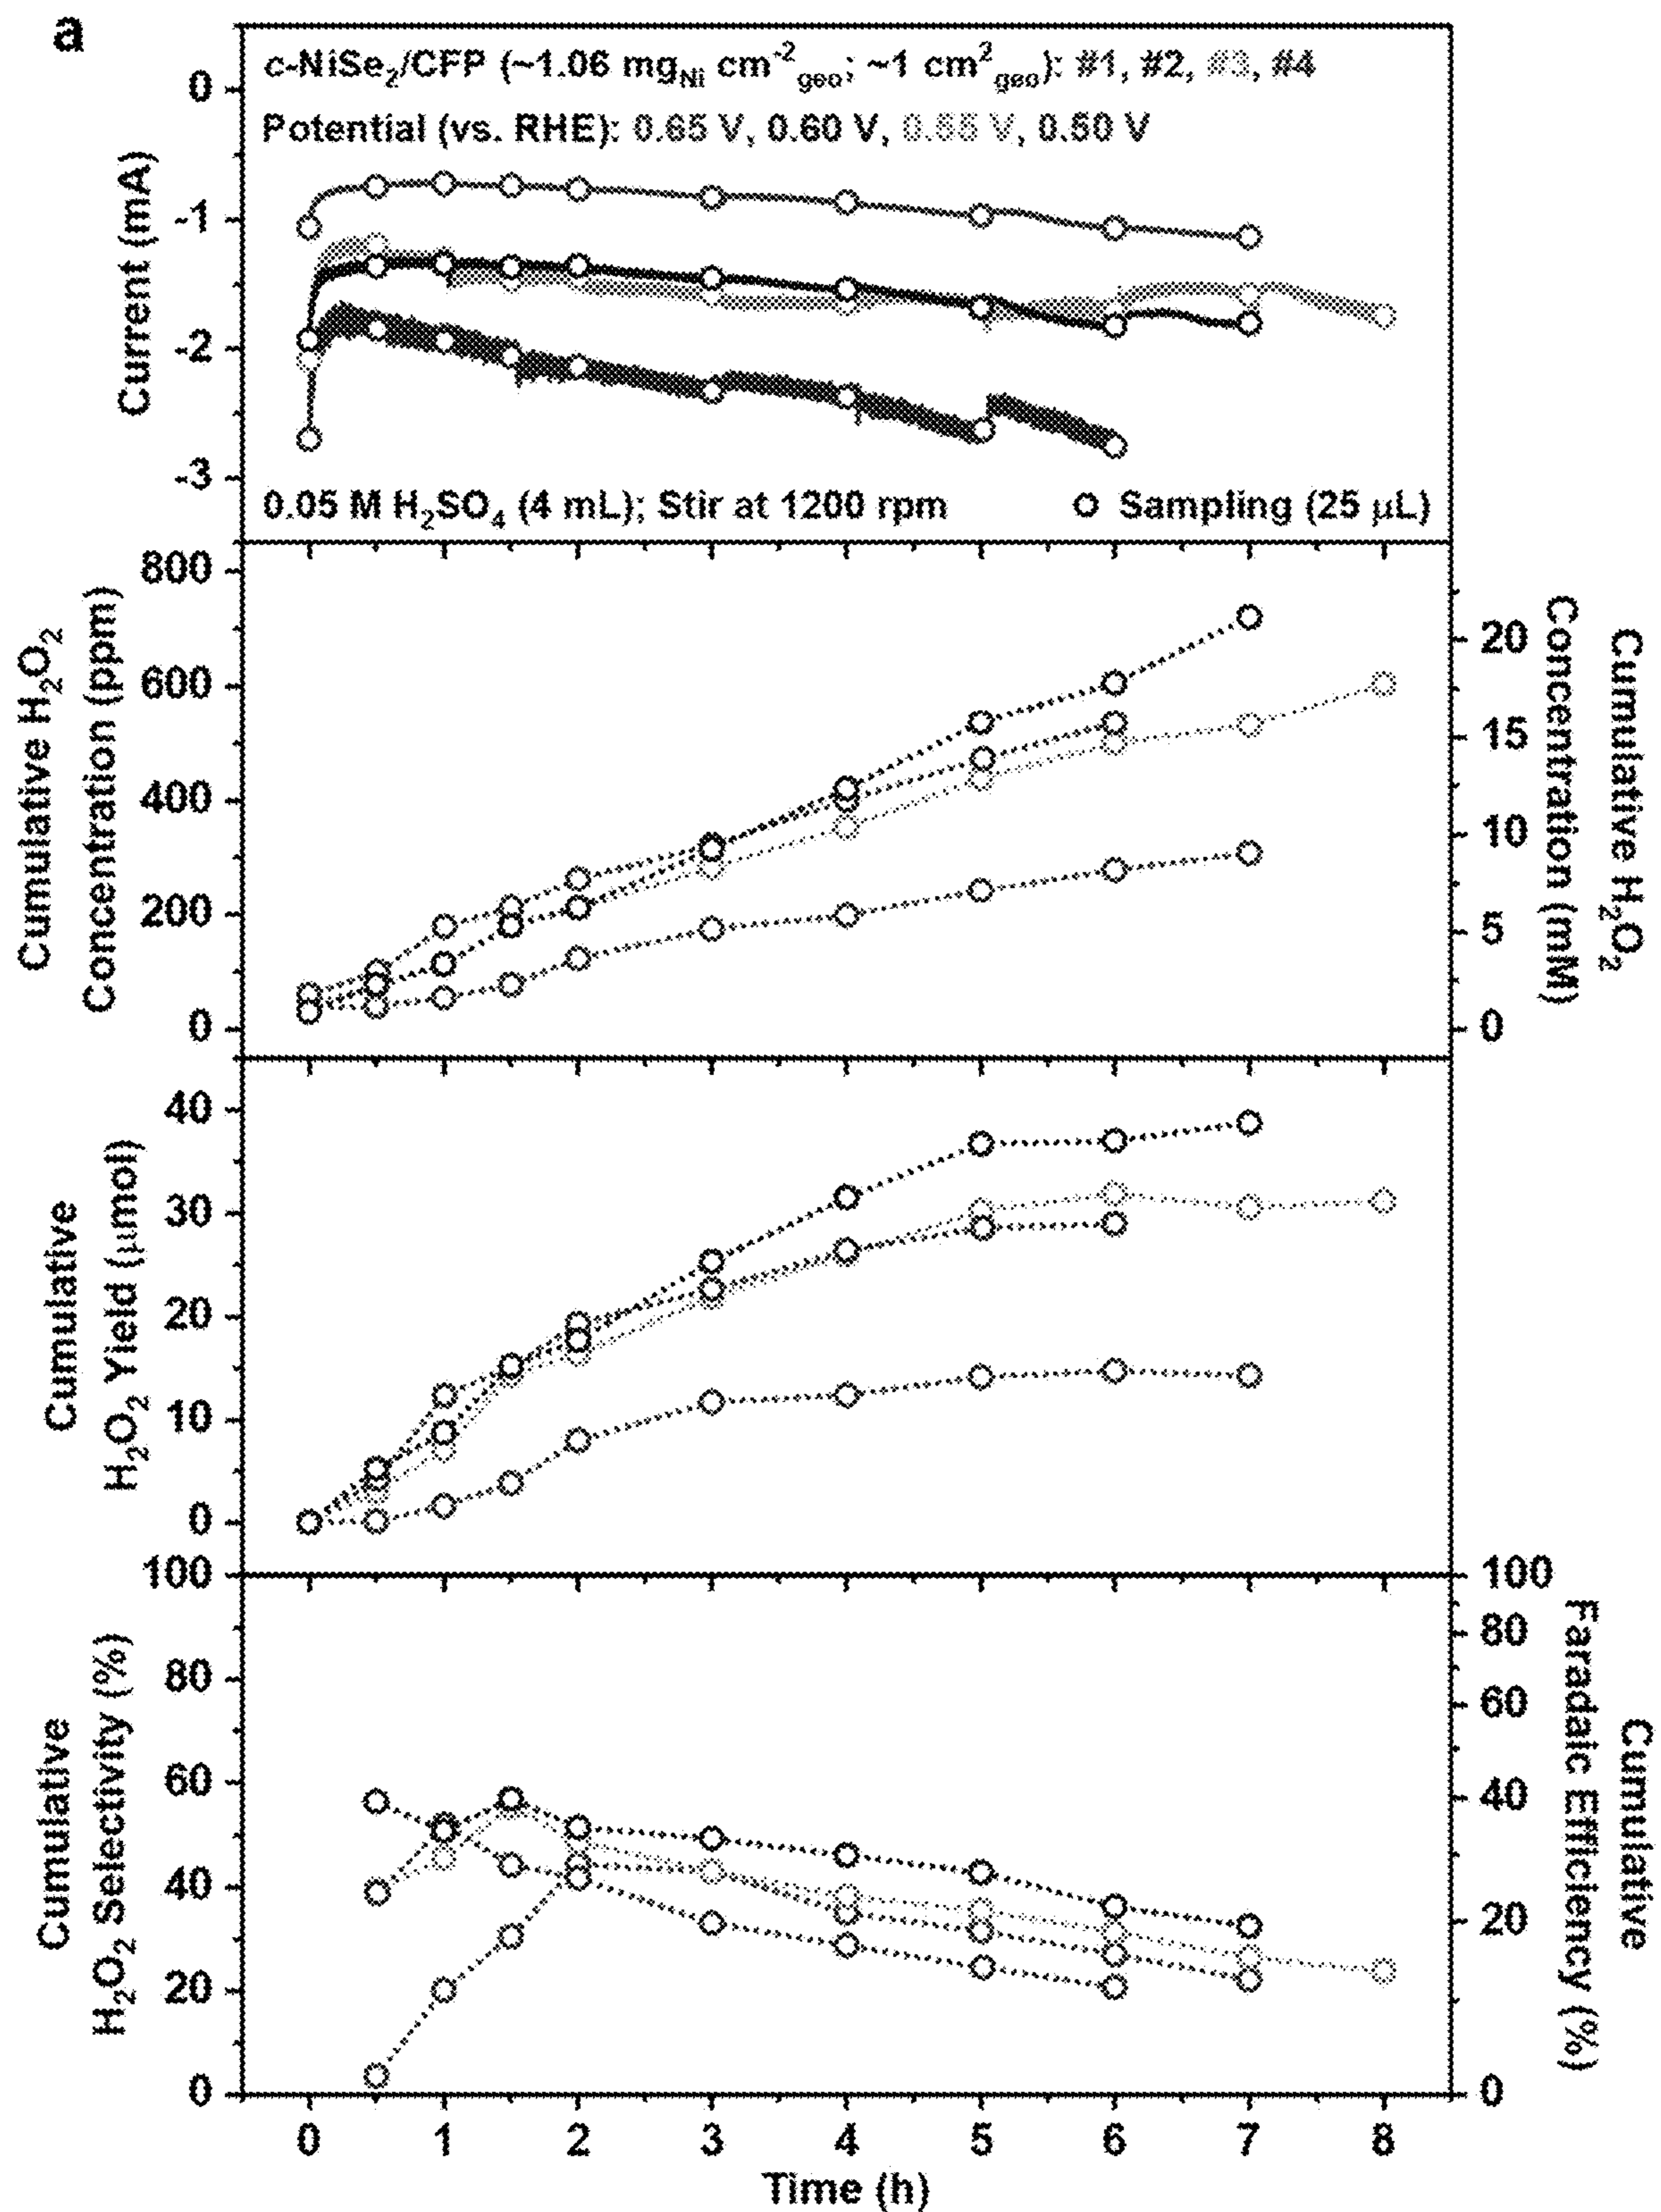 a
c-NiSe2/CFP (~1.06 mgNi cm-2geo; ~1 cm2geo): #1, #2, #3, #4
Potential (vs. RHE): 0.65 V, 0.60 V, 0.55 V, 0.50 V
Current (mA)
0
-1
-2
-3
0.05 M H2SO4 (4 mL); Stir at 1200 rpm
Sampling (25 μL)
Cumulative H2O2
Concentration (ppm)
800
600
400
200
0
20
15
10
5
0
Cumulative H2O2
Concentration (mM)
Cumulative
H2O2 Yield (μmol)
40
30
20
10
0
Cumulative
H2O2 Selectivity (%)
100
80
60
40
20
0
100
80
60
40
20
0
Cumulative
Faradaic Efficiency (%)
0 1 2 3 4 5 6 7 8
Time (h)